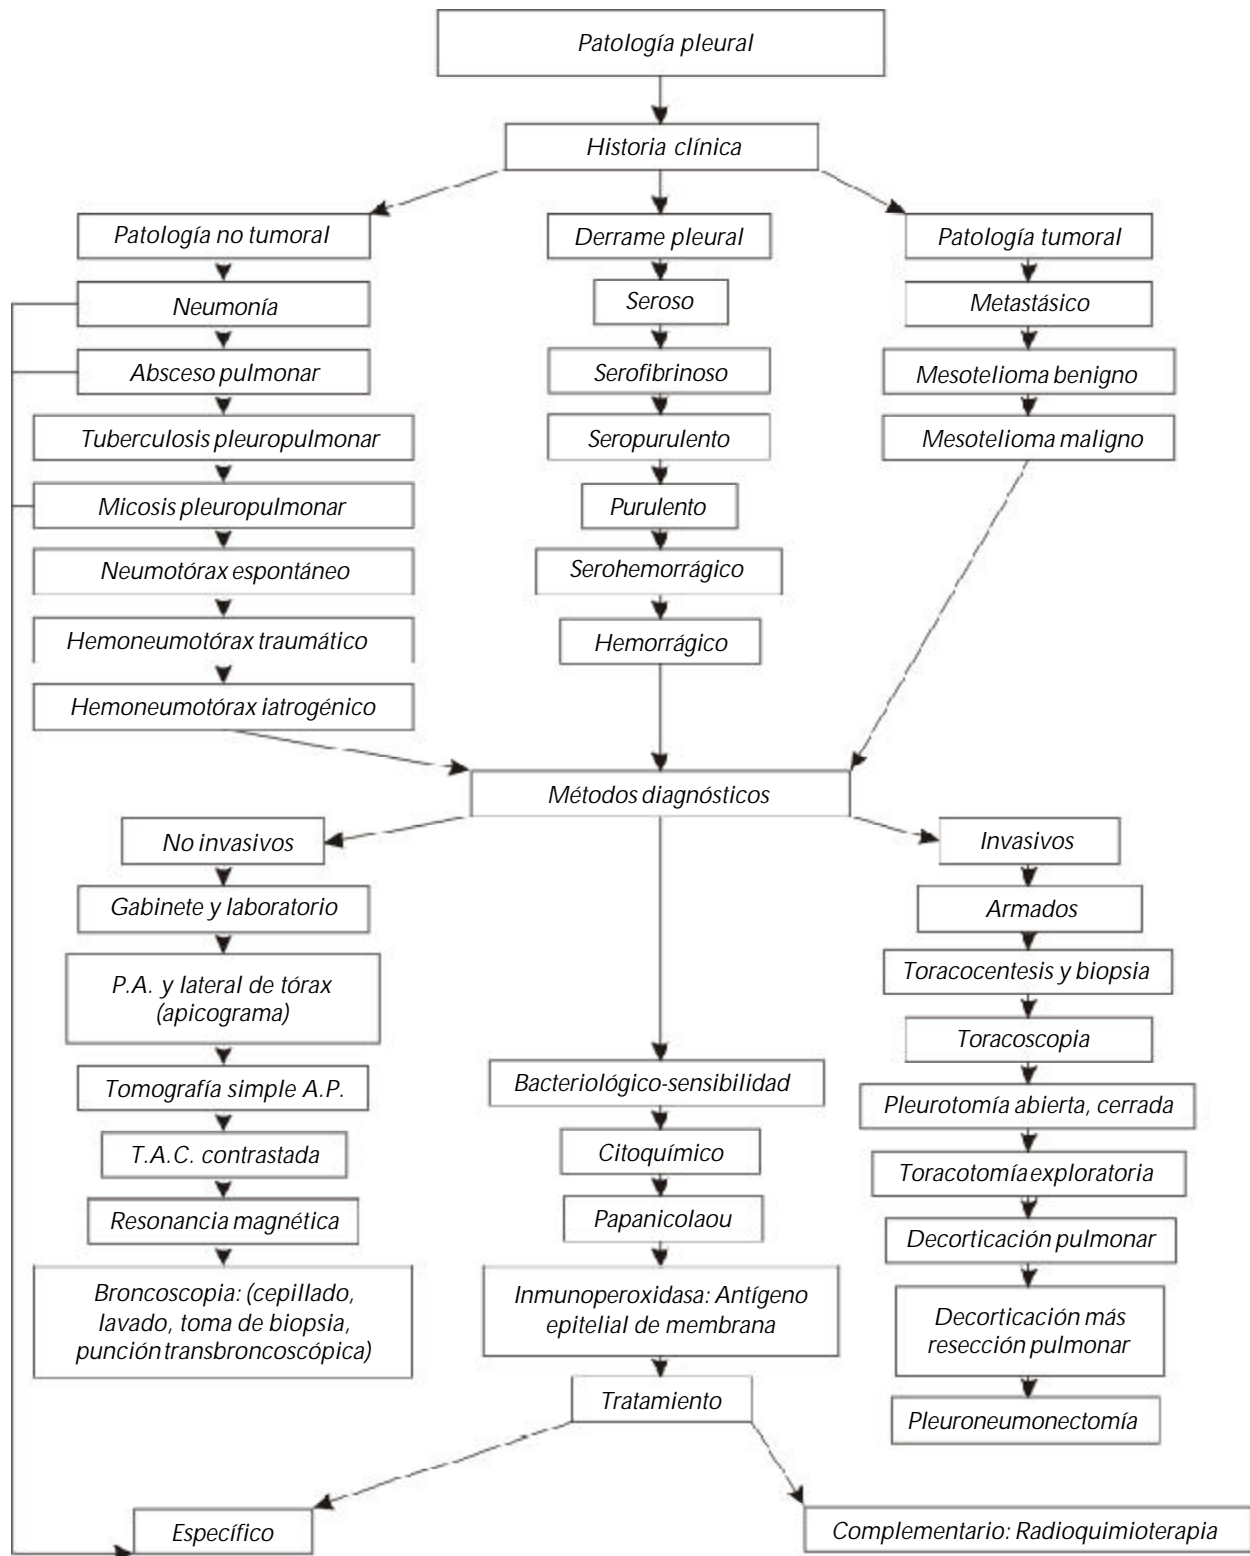 Patología pleural
Historia clínica
Patología no tumoral
Neumonía
Absceso pulmonar
Tuberculosis pleuropulmonar
Micosis pleuropulmonar
Neumotórax espontáneo
Hemoneumotórax traumático
Hemoneumotórax iatrogénico
Derrame pleural
Seroso
Serofibrinoso
Seropurulento
Purulento
Serohemorrágico
Hemorrágico
Patología tumoral
Metastásico
Mesotelioma benigno
Mesotelioma maligno
Métodos diagnósticos
No invasivos
Gabinete y laboratorio
P.A. y lateral de tórax
(apicograma)
Tomografía simple A.P.
T.A.C. contrastada
Resonancia magnética
Broncoscopia: (cepillado,
lavado, toma de biopsia,
punción transbroncoscópica)
Bacteriológico-sensibilidad
Citoquímico
Papanicolaou
Inmunoperoxidasa: Antígeno
epitelial de membrana
Invasivos
Armados
Toracocentesis y biopsia
Toracoscopia
Pleurotomía abierta, cerrada
Toracotomía exploratoria
Decorticación pulmonar
Decorticación más
resección pulmonar
Pleuroneumonectomía
Tratamiento
Específico
Complementario: Radioquimioterapia